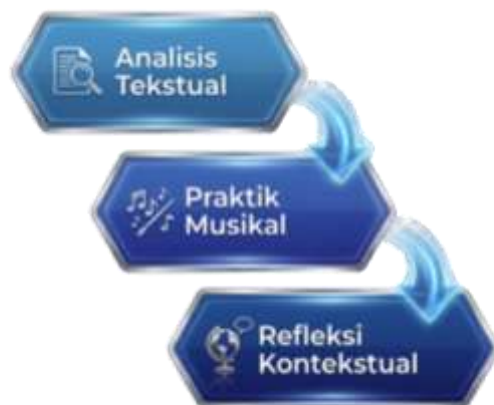 Analisis
Tekstual
Praktik
Musikal
Refleksi
Kontekstual